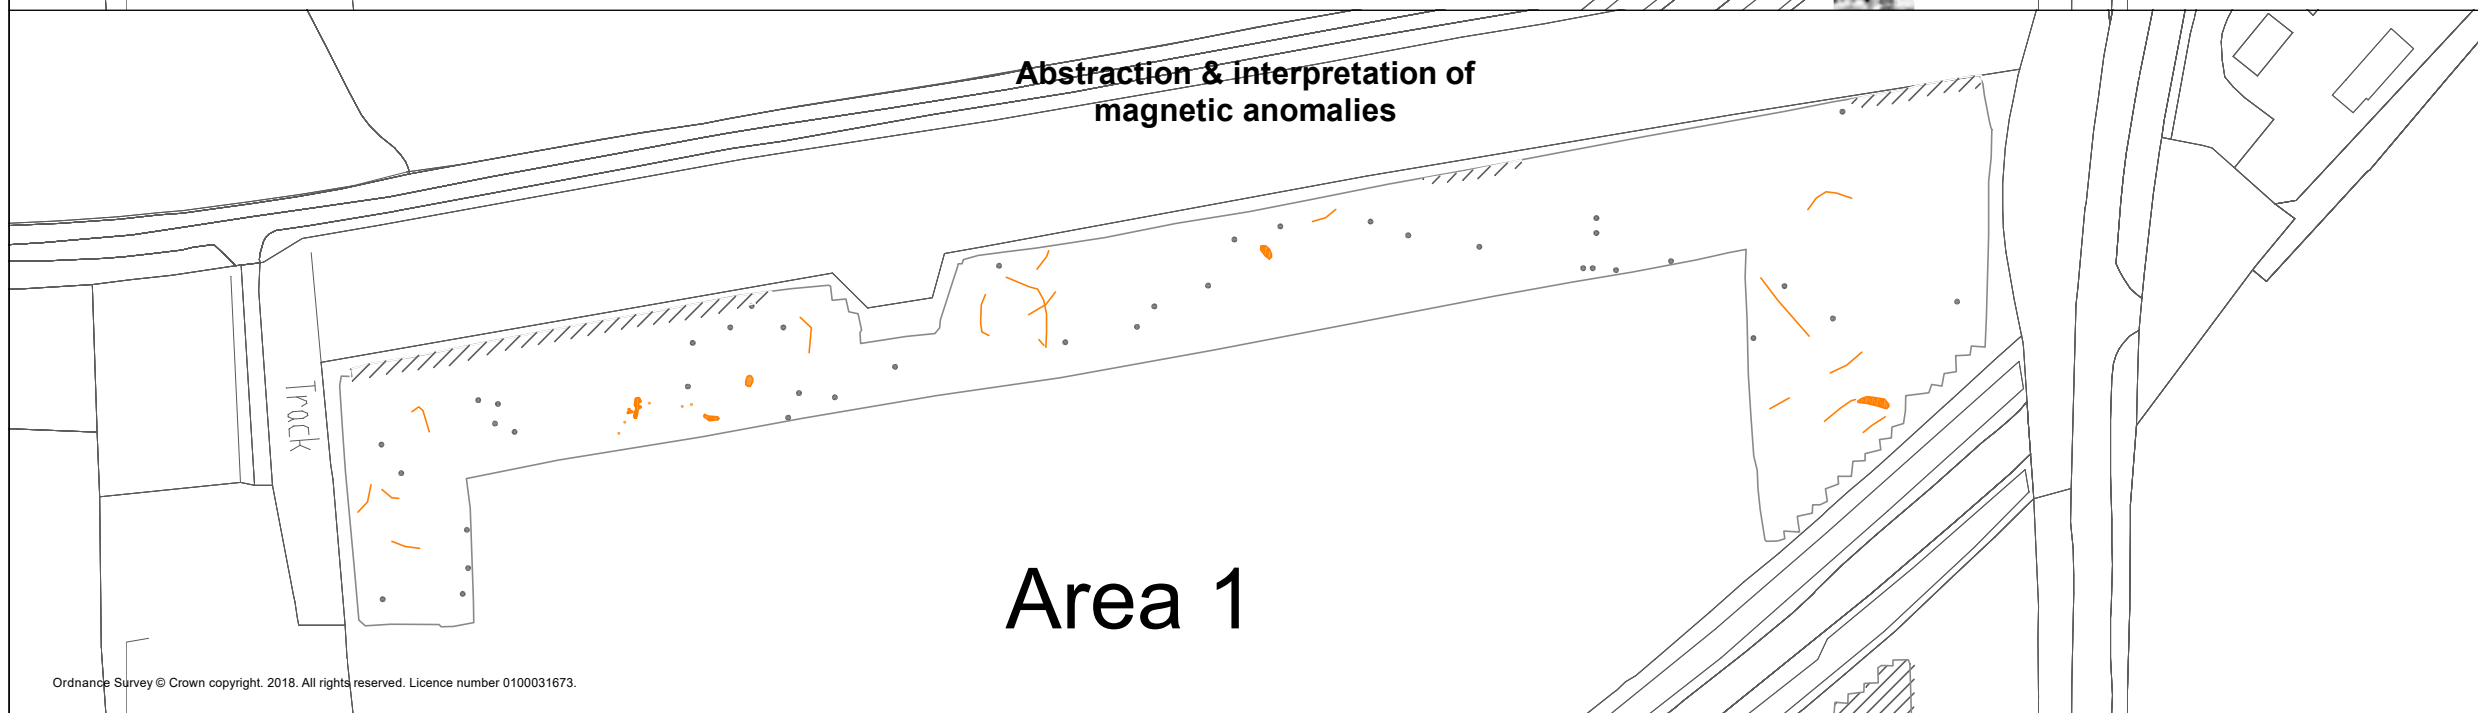 Abstraction & interpretation of
magnetic anomalies
Track
Area 1
Ordnance Survey © Crown copyright. 2018. All rights reserved. Licence number 0100031673.